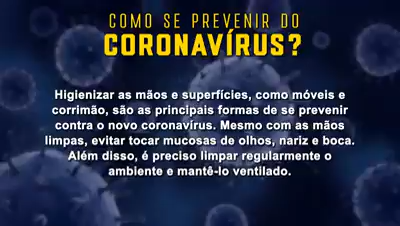 COMO SE PREVENIR DO
CORONAVÍRUS?
Higienizar as mãos e superfícies, como móveis e
corrimão, são as principais formas de se prevenir
contra o novo coronavírus. Mesmo com as mãos
limpas, evitar tocar mucosas de olhos, nariz e boca.
Além disso, é preciso limpar regularmente o
ambiente e mantê-lo ventilado.